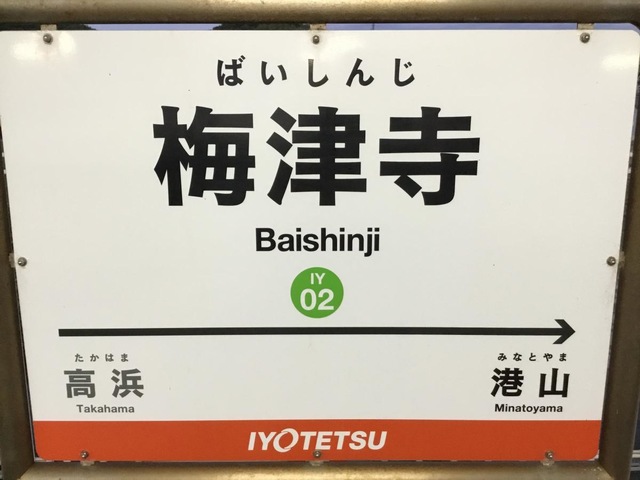 ばいしんじ
梅津寺
Baishinji
IY
02
たかはま
高浜
Takahama
みなとやま
港山
Minatoyama
IYOTETSU